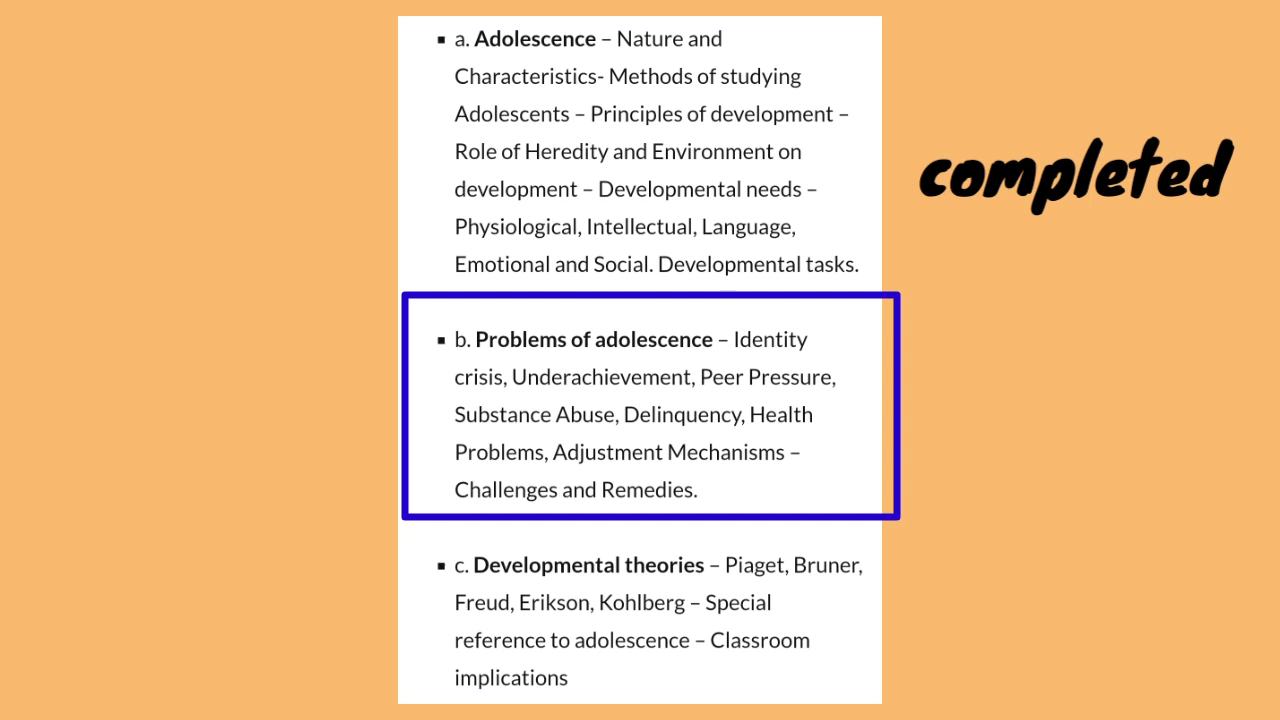 ▪ a. Adolescence – Nature and
Characteristics- Methods of studying
Adolescents – Principles of development –
Role of Heredity and Environment on
development – Developmental needs –
Physiological, Intellectual, Language,
Emotional and Social. Developmental tasks.
completed
▪ b. Problems of adolescence – Identity
crisis, Underachievement, Peer Pressure,
Substance Abuse, Delinquency, Health
Problems, Adjustment Mechanisms –
Challenges and Remedies.
▪ c. Developmental theories – Piaget, Bruner,
Freud, Erikson, Kohlberg – Special
reference to adolescence – Classroom
implications